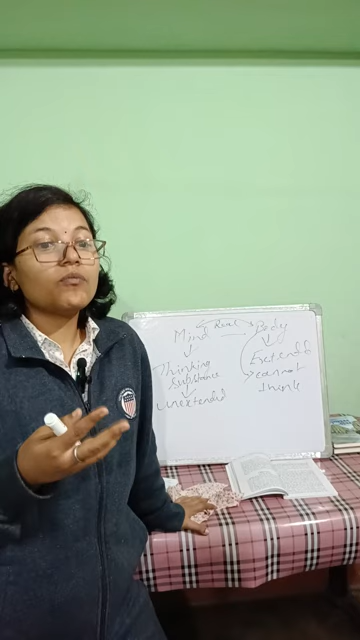 Real
Mind Body
Thinking Extended
Substance cannot
Unextended think